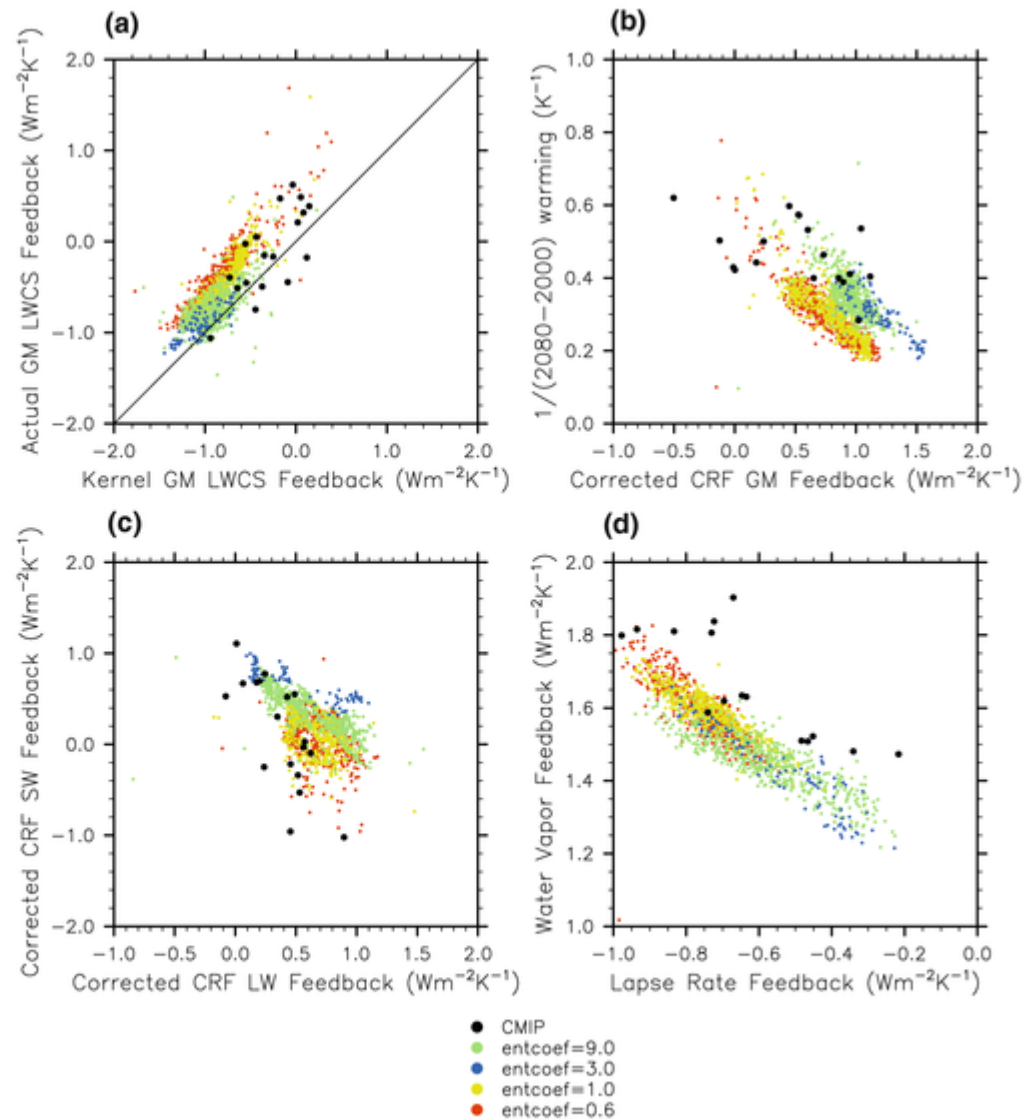 (a)
Actual GM LWCS Feedback (Wm⁻²K⁻¹)
2.0
1.0
0.0
−1.0
−2.0
−2.0 −1.0 0.0 1.0 2.0
Kernel GM LWCS Feedback (Wm⁻²K⁻¹)
(b)
1/(2080−2000) warming (K⁻¹)
1.0
0.8
0.6
0.4
0.2
0.0
−1.0 −0.5 0.0 0.5 1.0 1.5 2.0
Corrected CRF GM Feedback (Wm⁻²K⁻¹)
(c)
Corrected CRF SW Feedback (Wm⁻²K⁻¹)
2.0
1.0
0.0
−1.0
−2.0
−1.0 −0.5 0.0 0.5 1.0 1.5 2.0
Corrected CRF LW Feedback (Wm⁻²K⁻¹)
(d)
Water Vapor Feedback (Wm⁻²K⁻¹)
2.0
1.8
1.6
1.4
1.2
1.0
−1.0 −0.8 −0.6 −0.4 −0.2 0.0
Lapse Rate Feedback (Wm⁻²K⁻¹)
CMIP
entcoef=9.0
entcoef=3.0
entcoef=1.0
entcoef=0.6